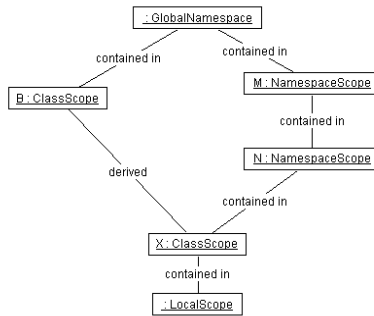 : GlobalNamespace
contained in
contained in
M : NamespaceScope
B : ClassScope
contained in
N : NamespaceScope
derived
contained in
X : ClassScope
contained in
: LocalScope